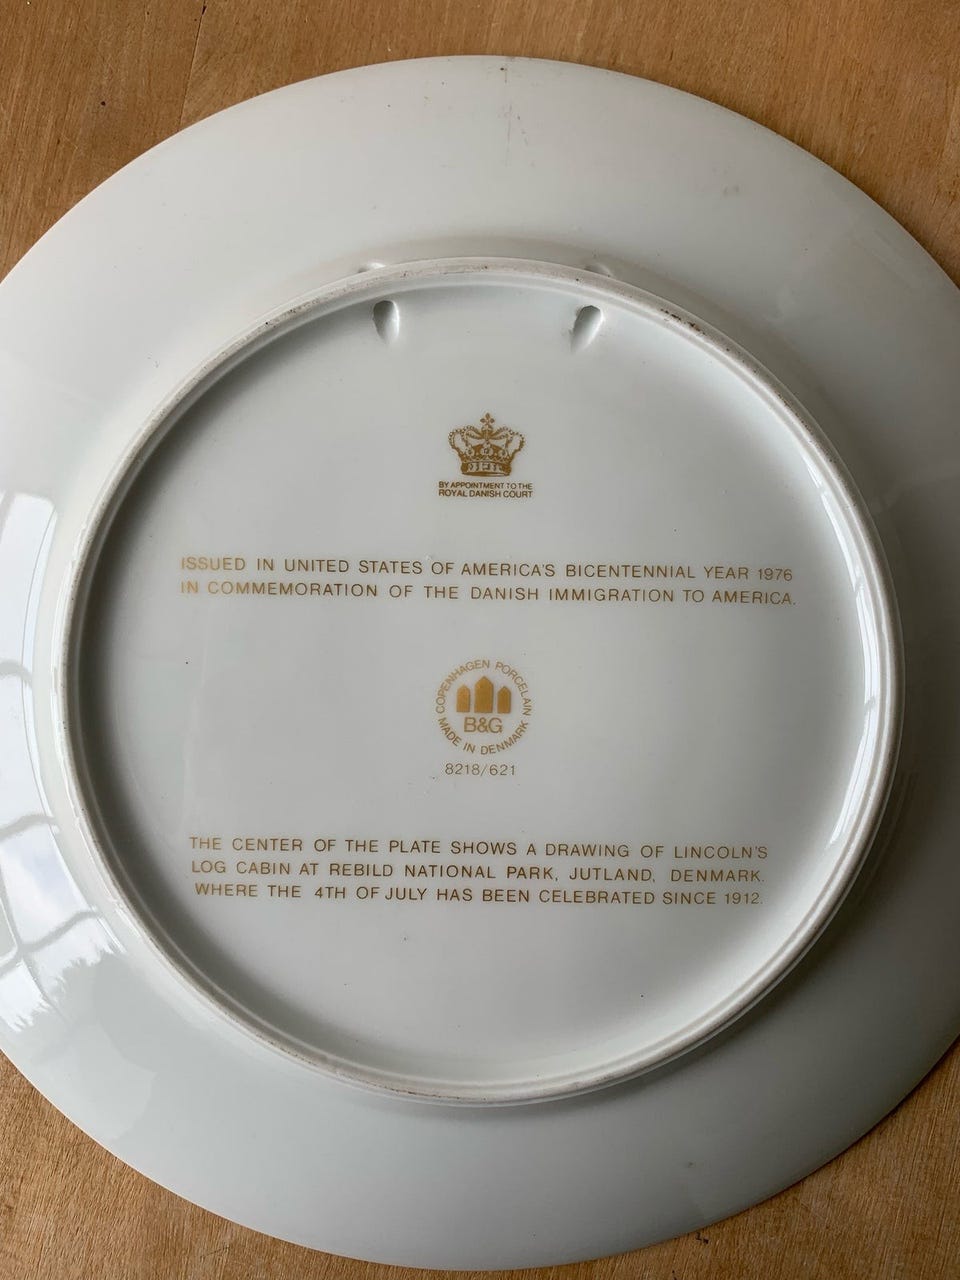 BY APPOINTMENT TO THE
ROYAL DANISH COURT
ISSUED IN UNITED STATES OF AMERICA'S BICENTENNIAL YEAR 1976
IN COMMEMORATION OF THE DANISH IMMIGRATION TO AMERICA.
COPENHAGEN PORCELAIN
B&G
MADE IN DENMARK
8218/621
THE CENTER OF THE PLATE SHOWS A DRAWING OF LINCOLN'S
LOG CABIN AT REBILD NATIONAL PARK, JUTLAND, DENMARK.
WHERE THE 4TH OF JULY HAS BEEN CELEBRATED SINCE 1912.